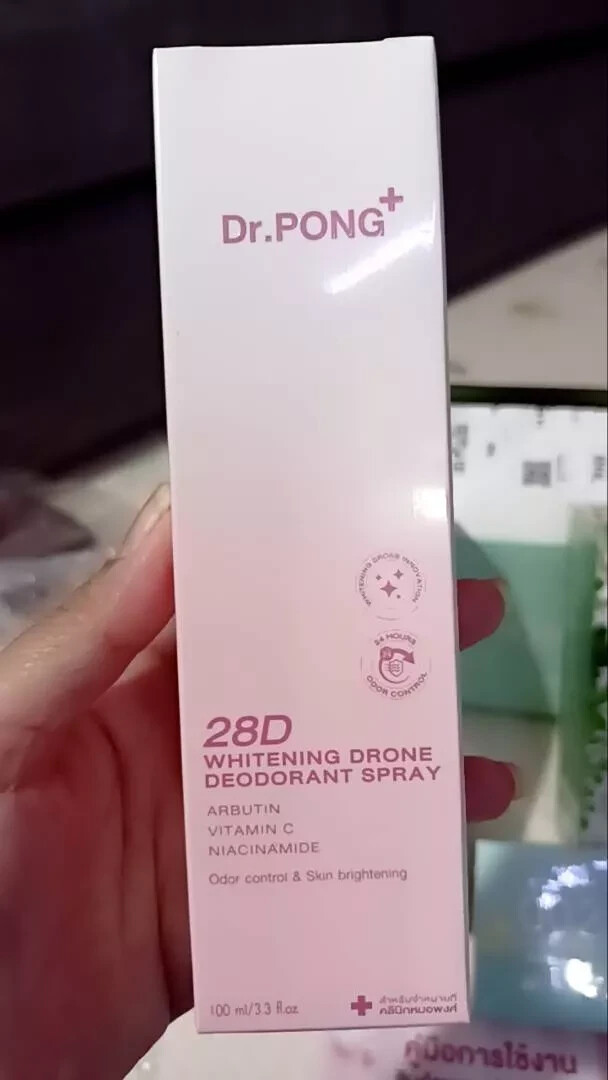 Dr.PONG+
WHITENING DRONE INNOVATION
24 HOURS
24
ODOR CONTROL
28D
WHITENING DRONE
DEODORANT SPRAY
ARBUTIN
VITAMIN C
NIACINAMIDE
Odor control & Skin brightening
100 ml/3.3 fl.oz
สำหรับจำหน่ายที่
คลินิกหมอพงศ์
คู่มือการใช้งาน